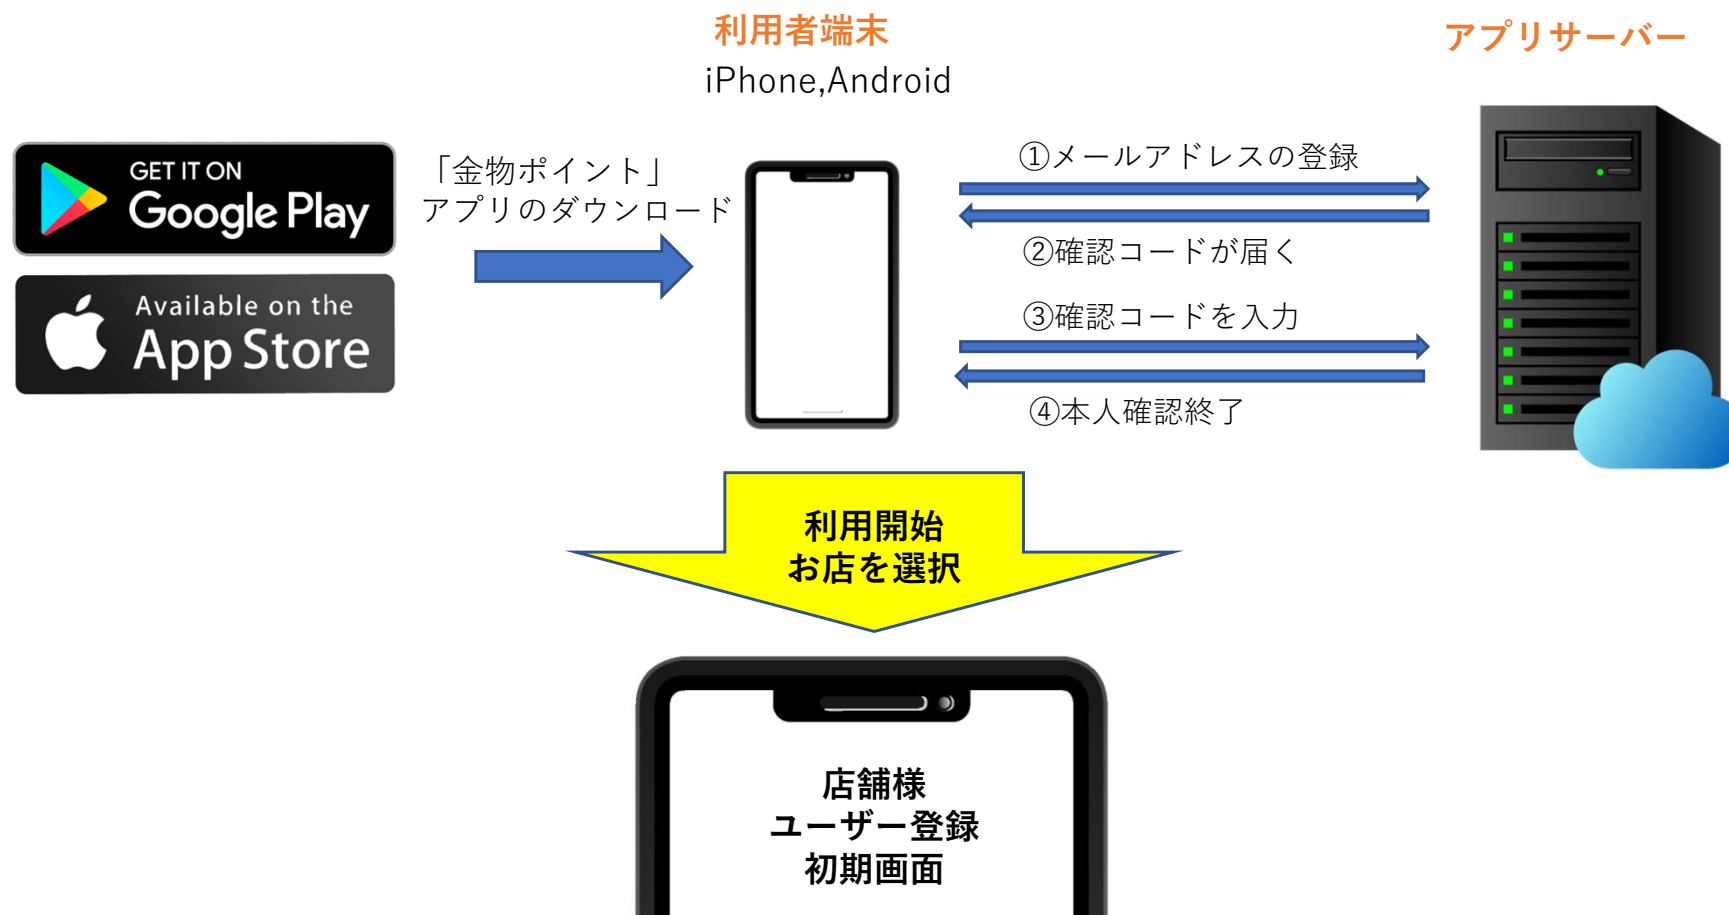 利用者端末
iPhone,Android
アプリサーバー
GET IT ON
Google Play
Available on the
App Store
「金物ポイント」
アプリのダウンロード
①メールアドレスの登録
②確認コードが届く
③確認コードを入力
④本人確認終了
利用開始
お店を選択
店舗様
ユーザー登録
初期画面